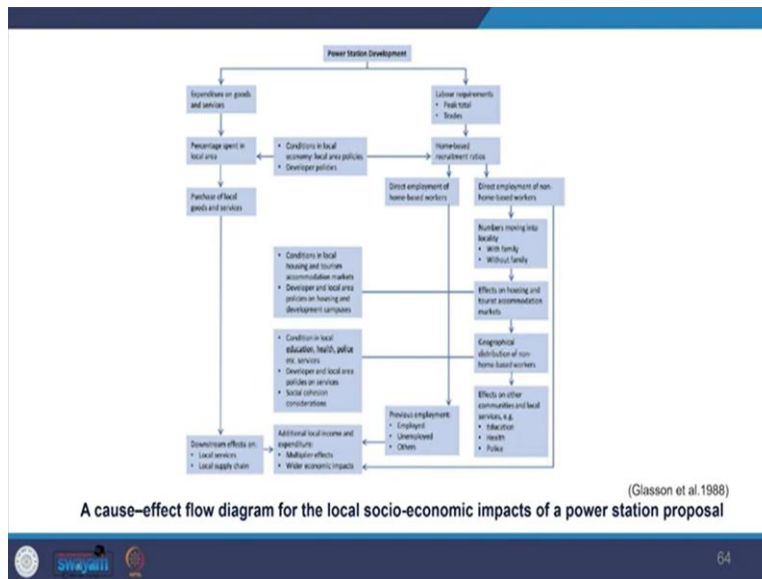 Power Station Development
Expenditure on goods
and services
Labour requirements:
• Peak total
• Trades
Percentage spent in
local area
• Conditions in local
economy: local area policies
• Developer policies
Home-based
recruitment ratios
Purchase of local
goods and services
Direct employment of
home-based workers
Direct employment of non-
home-based workers
Numbers moving into
locality
• With family
• Without family
• Conditions in local
housing and tourism
accommodation markets
• Developer and local area
policies on housing and
development campuses
Effects on housing and
tourist accommodation
markets
• Condition in local
education, health, police
etc. services
• Developer and local area
policies on services
• Social cohesion
considerations
Geographical
distribution of non-
home-based workers
Effects on other
communities and local
services, e.g.
• Education
• Health
• Police
Previous employment:
• Employed
• Unemployed
• Others
Downstream effects on:
• Local services
• Local supply chain
Additional local income and
expenditure:
• Multiplier effects
• Wider economic impacts
(Glasson et al.1988)
A cause–effect flow diagram for the local socio-economic impacts of a power station proposal
swayam
64